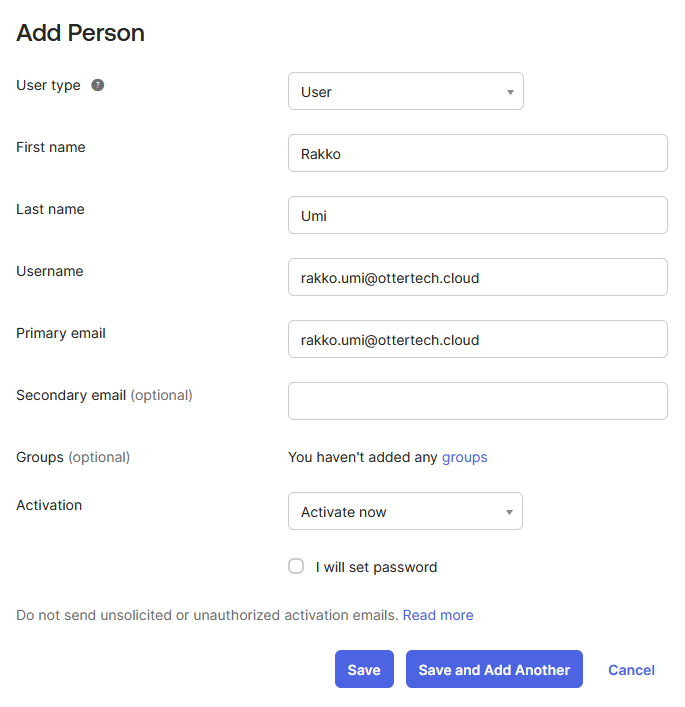 Add Person
User type ?
User
First name
Rakko
Last name
Umi
Username
rakko.umi@ottertech.cloud
Primary email
rakko.umi@ottertech.cloud
Secondary email (optional)
Groups (optional)
You haven't added any groups
Activation
Activate now
I will set password
Do not send unsolicited or unauthorized activation emails. Read more
Save
Save and Add Another
Cancel